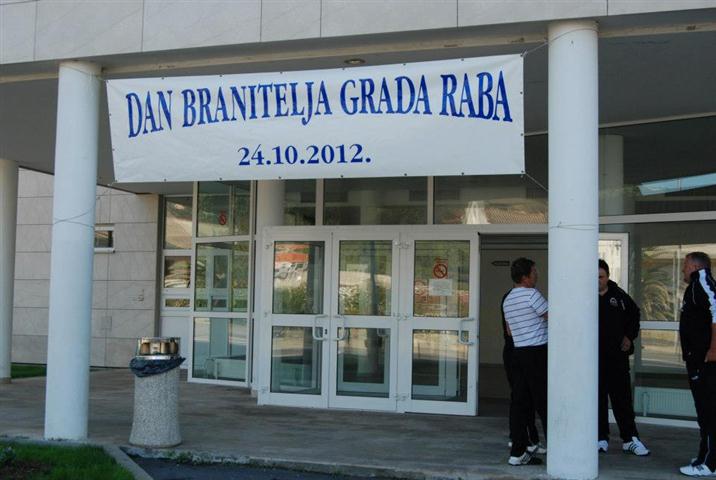 DAN BRANITELJA GRADA RABA
24.10.2012.